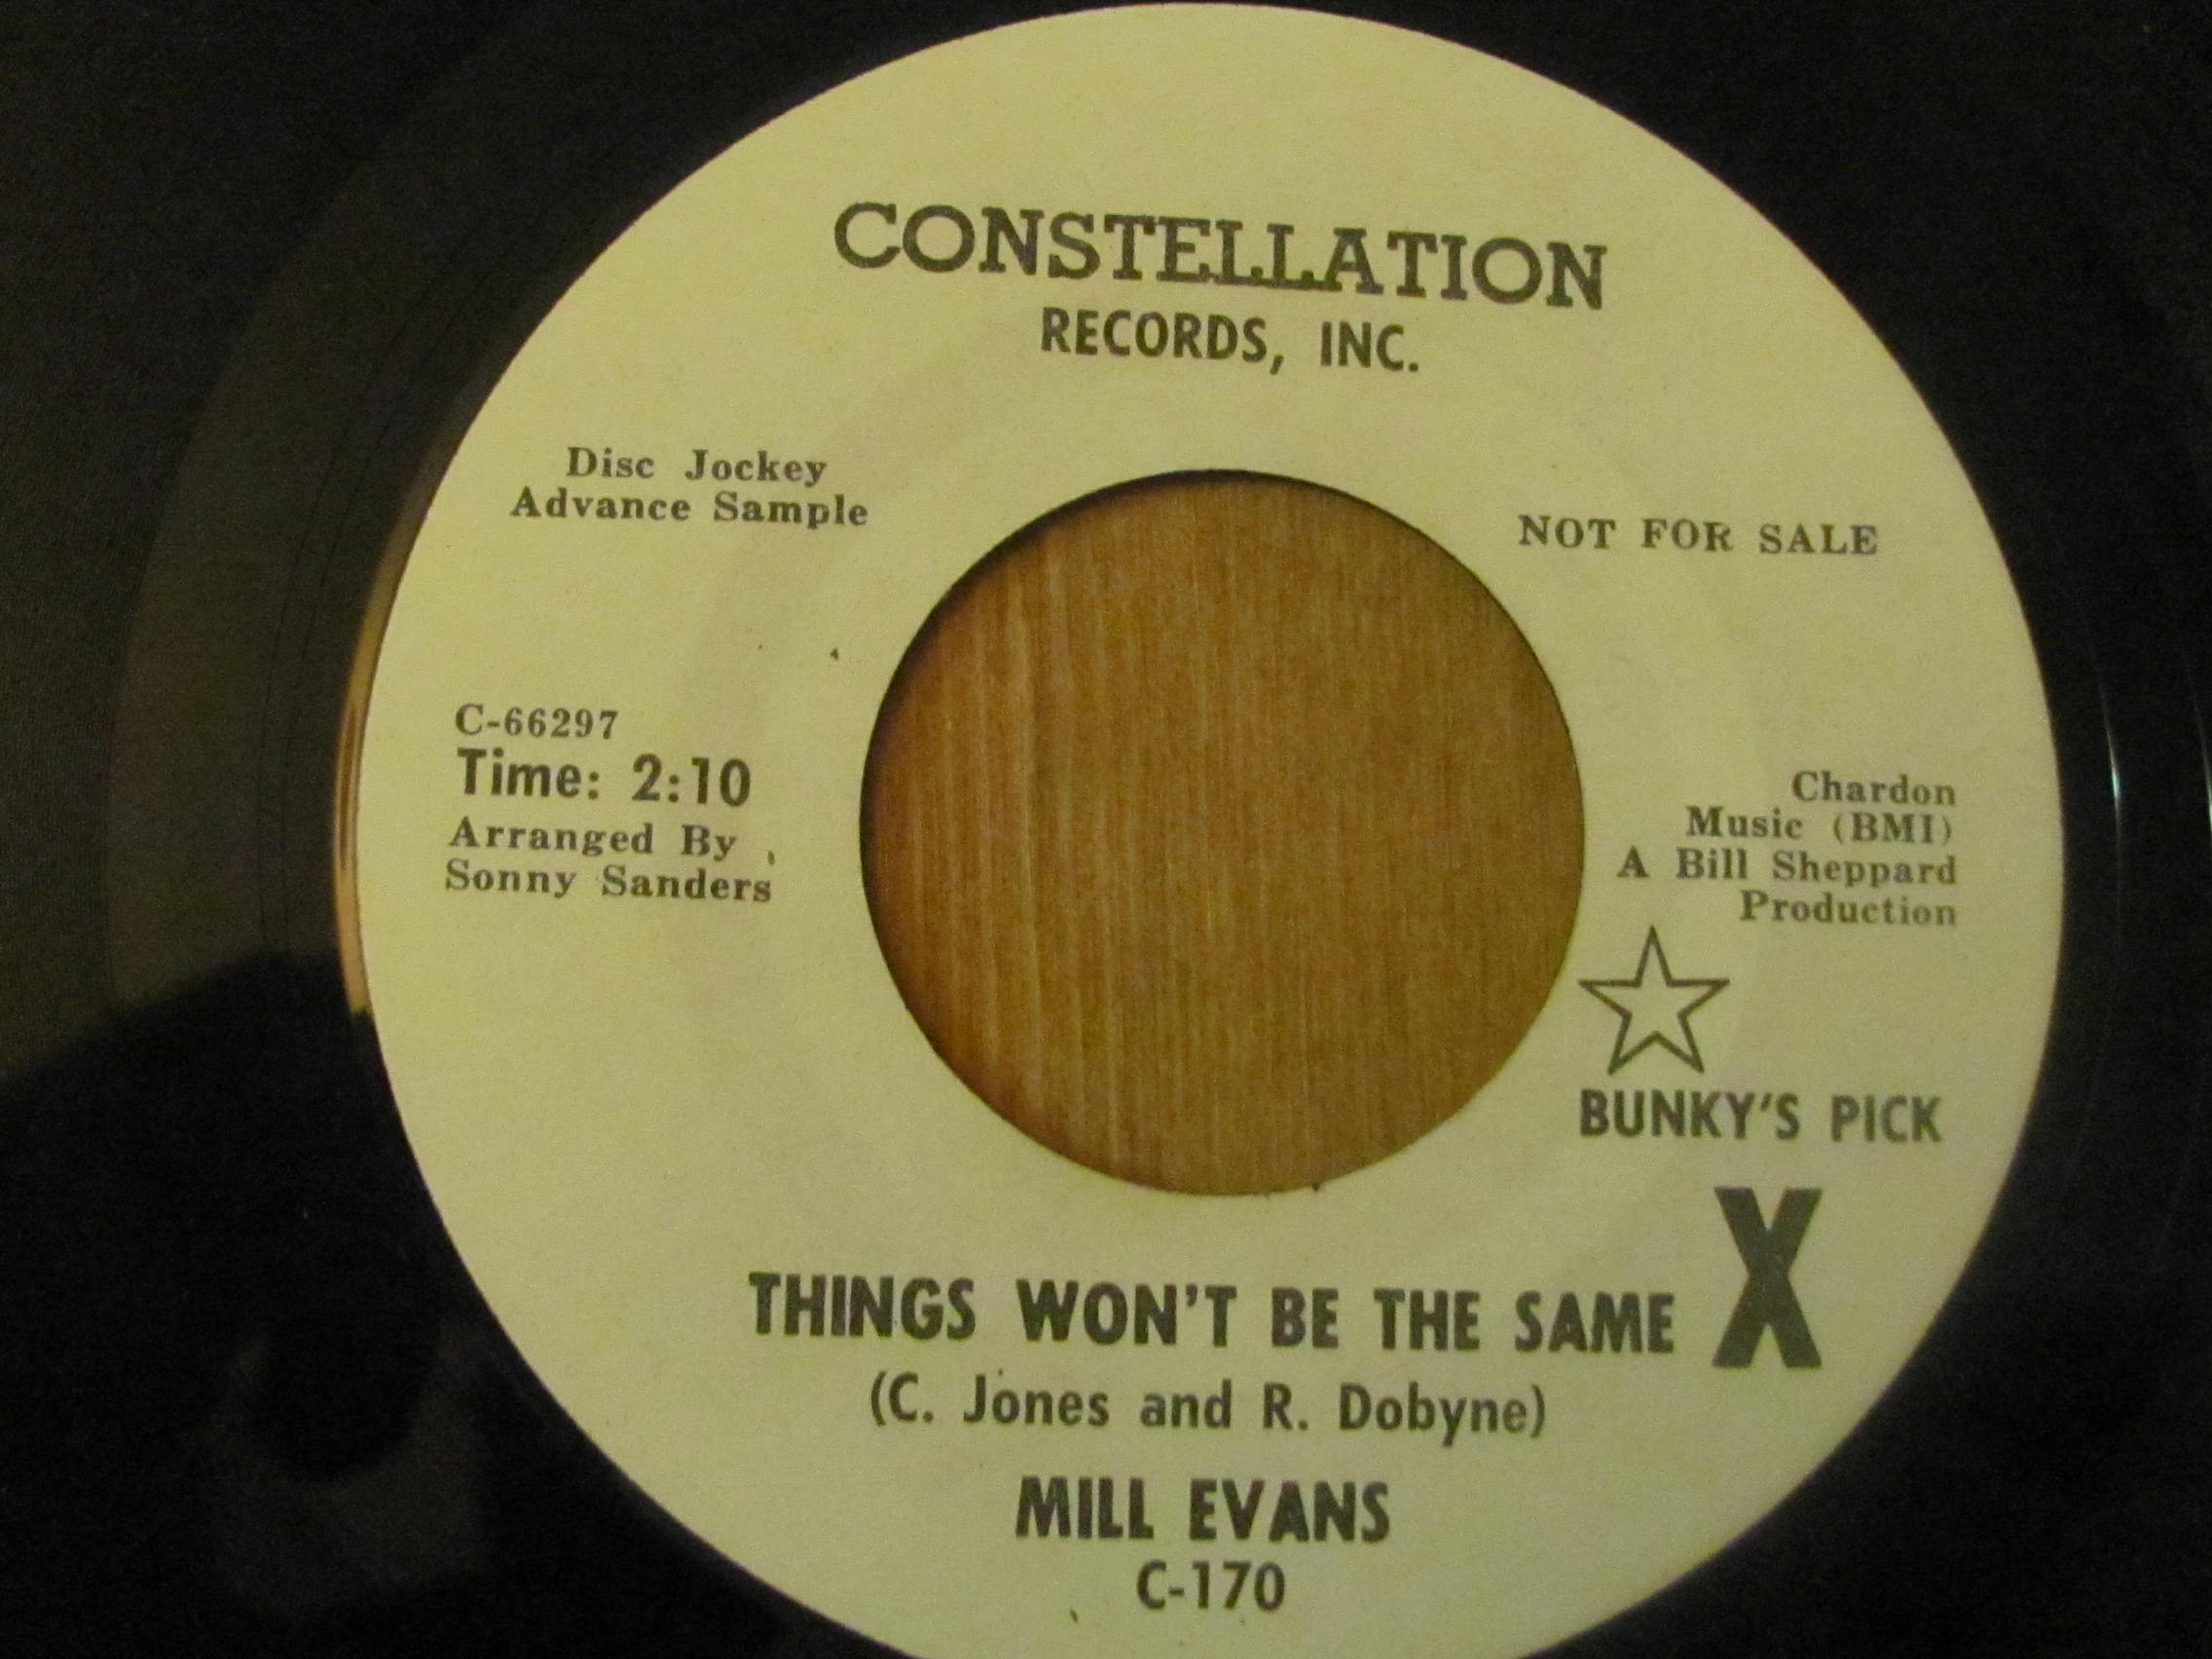 CONSTELLATION
RECORDS, INC.
Disc Jockey
Advance Sample
NOT FOR SALE
C-66297
Time: 2:10
Arranged By
Sonny Sanders
Chardon
Music (BMI)
A Bill Sheppard
Production
BUNKY'S PICK
X
THINGS WON'T BE THE SAME
(C. Jones and R. Dobyne)
MILL EVANS
C-170